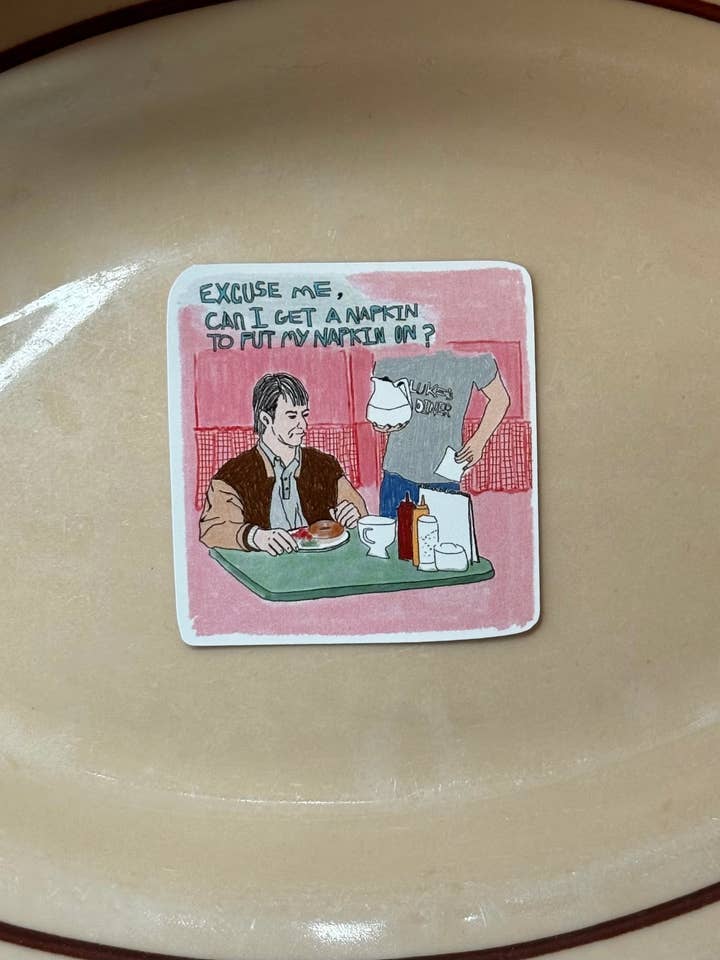 EXCUSE ME,
CAN I GET A NAPKIN
TO PUT MY NAPKIN ON?
LUKE'S
DINER